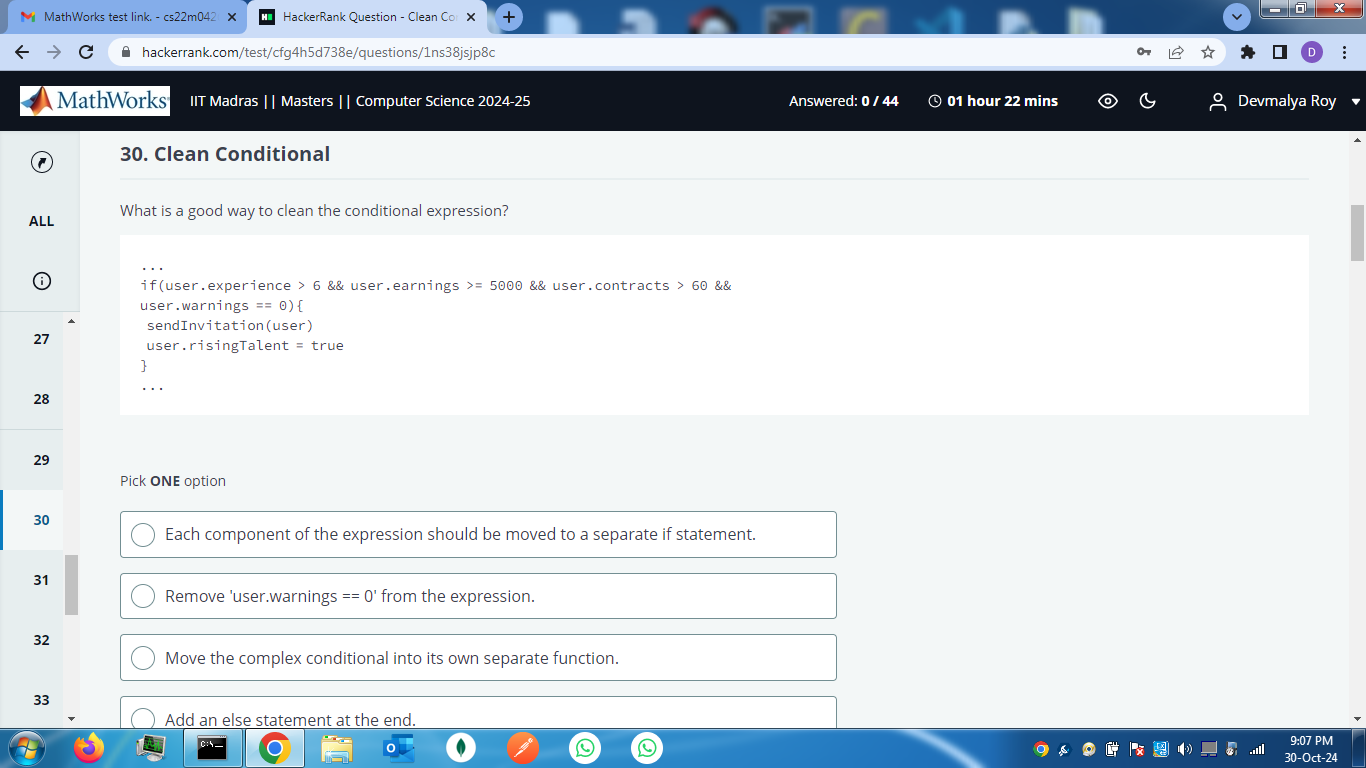 MathWorks test link. - cs22m042
HackerRank Question - Clean Co
hackerrank.com/test/cfg4h5d738e/questions/1ns38jsjp8c
D
MathWorks
IIT Madras || Masters || Computer Science 2024-25
Answered: 0 / 44
01 hour 22 mins
Devmalya Roy
ALL
27
28
29
30
31
32
33
30. Clean Conditional
What is a good way to clean the conditional expression?
...
if(user.experience > 6 && user.earnings >= 5000 && user.contracts > 60 &&
user.warnings == 0){
sendInvitation(user)
user.risingTalent = true
}
...
Pick ONE option
Each component of the expression should be moved to a separate if statement.
Remove 'user.warnings == 0' from the expression.
Move the complex conditional into its own separate function.
Add an else statement at the end.
9:07 PM
30-Oct-24